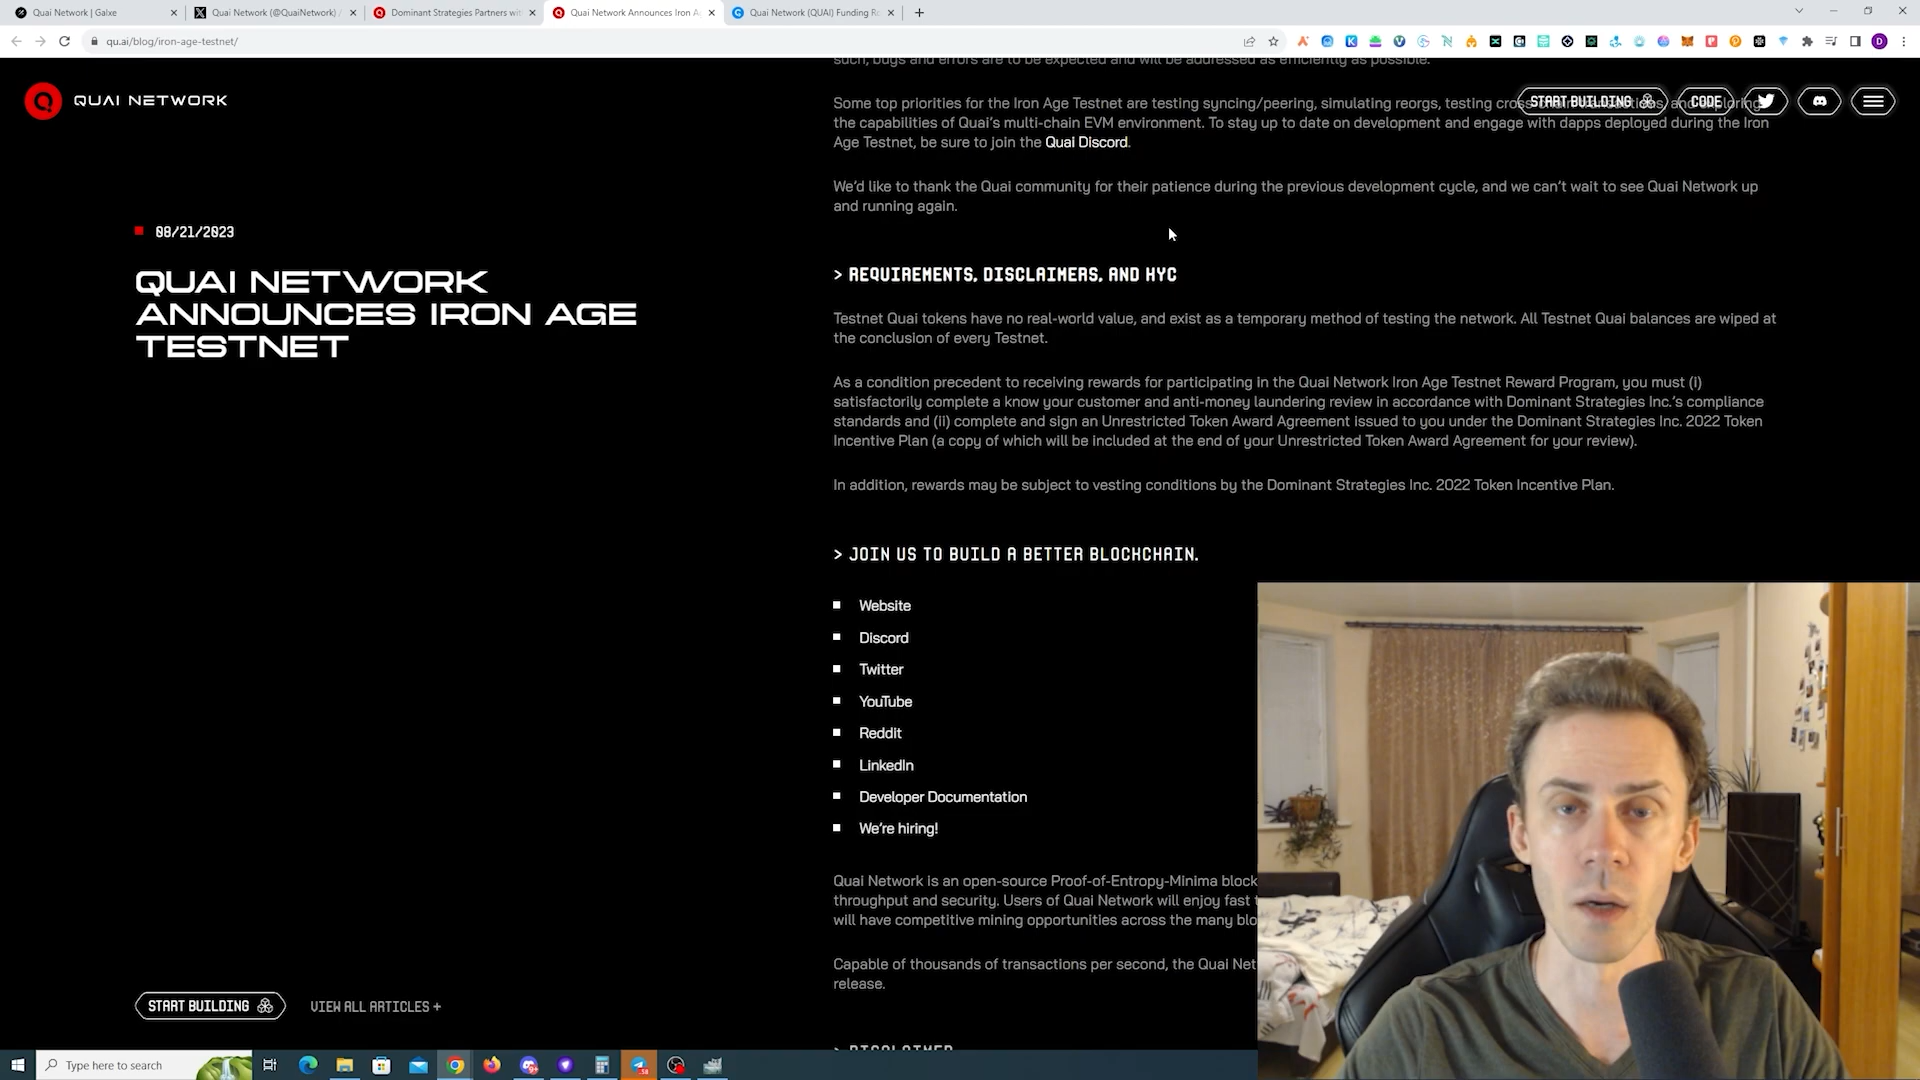 Quai Network | Galxe
Quai Network (@QuaiNetwork) /
Dominant Strategies Partners wit
Quai Network Announces Iron A
Quai Network (QUAI) Funding Ro
qu.ai/blog/iron-age-testnet/
QUAI NETWORK
START BUILDING
CODE
such, bugs and errors are to be expected and will be addressed as efficiently as possible.
Some top priorities for the Iron Age Testnet are testing syncing/peering, simulating reorgs, testing cross-chain transactions, and exploring
the capabilities of Quai's multi-chain EVM environment. To stay up to date on development and engage with dapps deployed during the Iron
Age Testnet, be sure to join the Quai Discord.
We'd like to thank the Quai community for their patience during the previous development cycle, and we can't wait to see Quai Network up
and running again.
08/21/2023
QUAI NETWORK
ANNOUNCES IRON AGE
TESTNET
> REQUIREMENTS, DISCLAIMERS, AND KYC
Testnet Quai tokens have no real-world value, and exist as a temporary method of testing the network. All Testnet Quai balances are wiped at
the conclusion of every Testnet.
As a condition precedent to receiving rewards for participating in the Quai Network Iron Age Testnet Reward Program, you must (i)
satisfactorily complete a know your customer and anti-money laundering review in accordance with Dominant Strategies Inc.'s compliance
standards and (ii) complete and sign an Unrestricted Token Award Agreement issued to you under the Dominant Strategies Inc. 2022 Token
Incentive Plan (a copy of which will be included at the end of your Unrestricted Token Award Agreement for your review).
In addition, rewards may be subject to vesting conditions by the Dominant Strategies Inc. 2022 Token Incentive Plan.
> JOIN US TO BUILD A BETTER BLOCKCHAIN.
Website
Discord
Twitter
YouTube
Reddit
LinkedIn
Developer Documentation
We're hiring!
Quai Network is an open-source Proof-of-Entropy-Minima block
throughput and security. Users of Quai Network will enjoy fast
will have competitive mining opportunities across the many blo
Capable of thousands of transactions per second, the Quai Net
release.
START BUILDING
VIEW ALL ARTICLES +
> DISCLAIMER
Type here to search